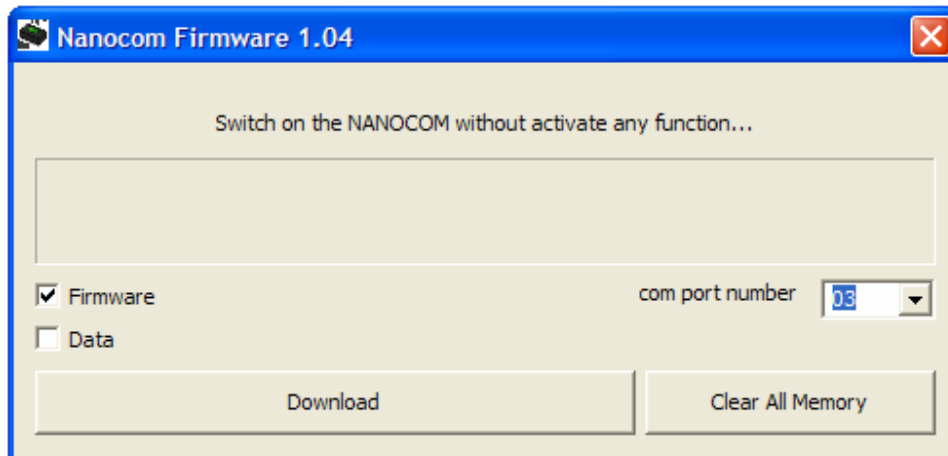 Nanocom Firmware 1.04
Switch on the NANOCOM without activate any function...
Firmware
com port number
03
Data
Download
Clear All Memory